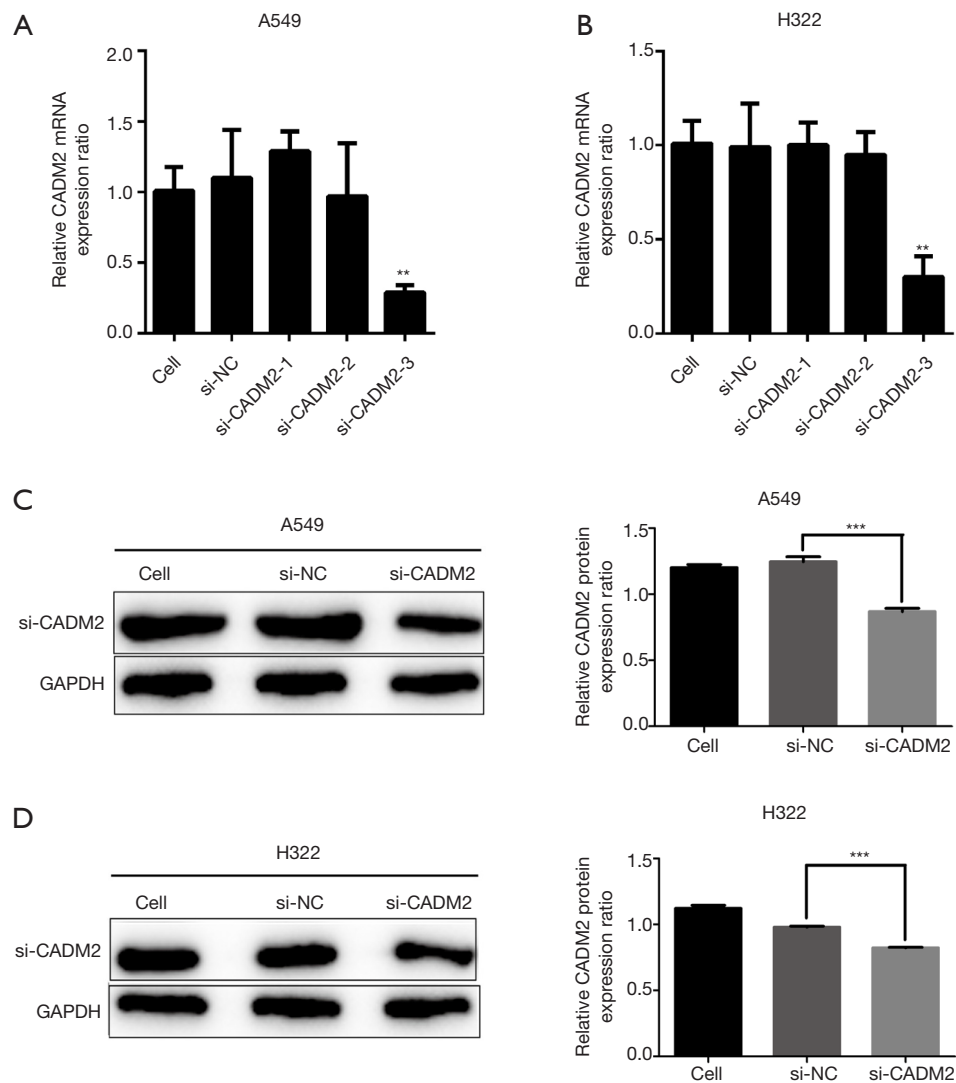 A
A549
Relative CADM2 mRNA
expression ratio
2.0
1.5
1.0
0.5
0.0
**
Cell
si-NC
si-CADM2-1
si-CADM2-2
si-CADM2-3
B
H322
Relative CADM2 mRNA
expression ratio
1.5
1.0
0.5
0.0
**
Cell
si-NC
si-CADM2-1
si-CADM2-2
si-CADM2-3
C
A549
Cell si-NC si-CADM2
si-CADM2
GAPDH
A549
Relative CADM2 protein
expression ratio
1.5
1.0
0.5
0.0
***
Cell si-NC si-CADM2
D
H322
Cell si-NC si-CADM2
si-CADM2
GAPDH
H322
Relative CADM2 protein
expression ratio
1.5
1.0
0.5
0.0
***
Cell si-NC si-CADM2